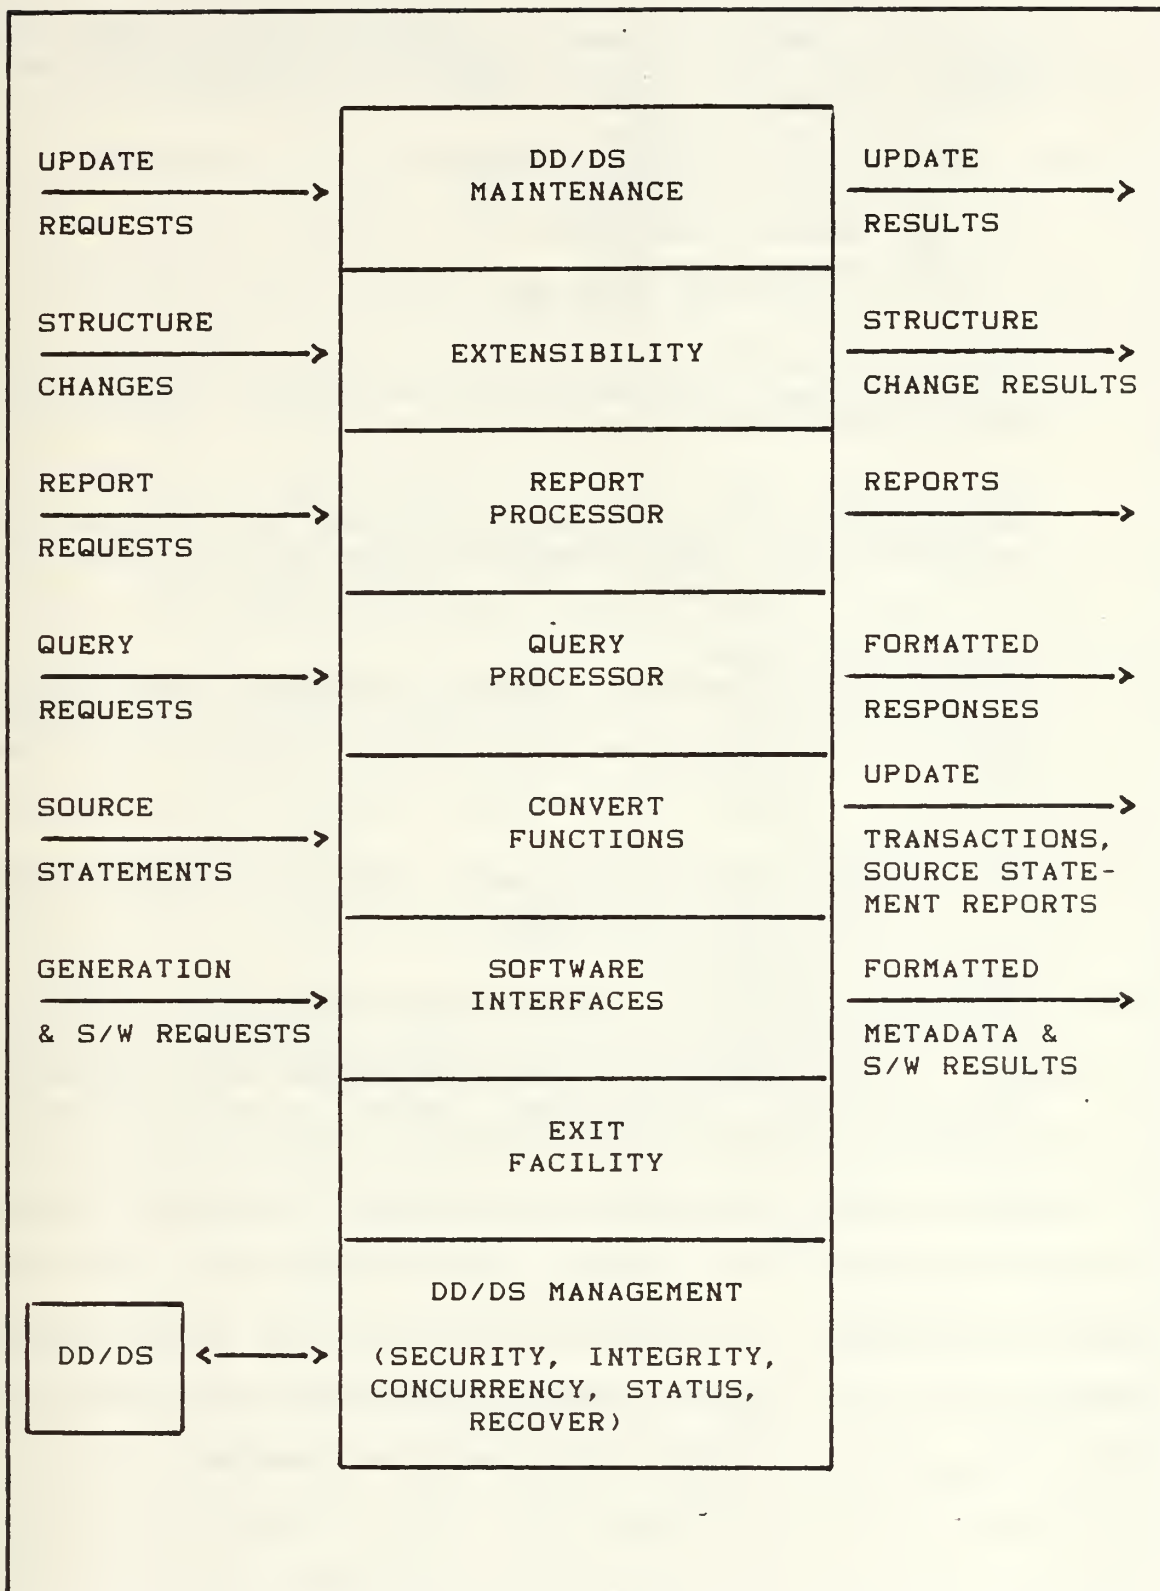 UPDATE
REQUESTS
DD/DS
MAINTENANCE
UPDATE
RESULTS
STRUCTURE
CHANGES
EXTENSIBILITY
STRUCTURE
CHANGE RESULTS
REPORT
REQUESTS
REPORT
PROCESSOR
REPORTS
QUERY
REQUESTS
QUERY
PROCESSOR
FORMATTED
RESPONSES
SOURCE
STATEMENTS
CONVERT
FUNCTIONS
UPDATE
TRANSACTIONS,
SOURCE STATE-
MENT REPORTS
GENERATION
& S/W REQUESTS
SOFTWARE
INTERFACES
FORMATTED
METADATA &
S/W RESULTS
EXIT
FACILITY
DD/DS
DD/DS MANAGEMENT
(SECURITY, INTEGRITY,
CONCURRENCY, STATUS,
RECOVER)